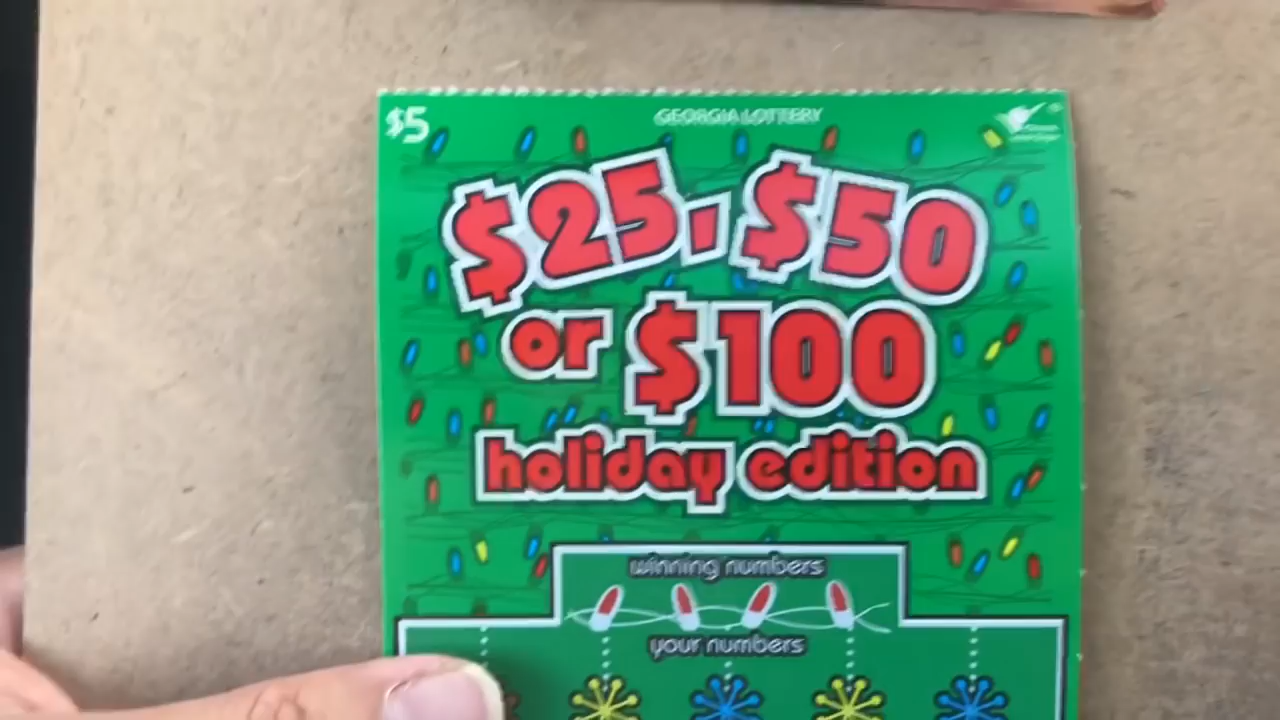 $5
GEORGIA LOTTERY
$25, $50
or $100
holiday edition
winning numbers
your numbers